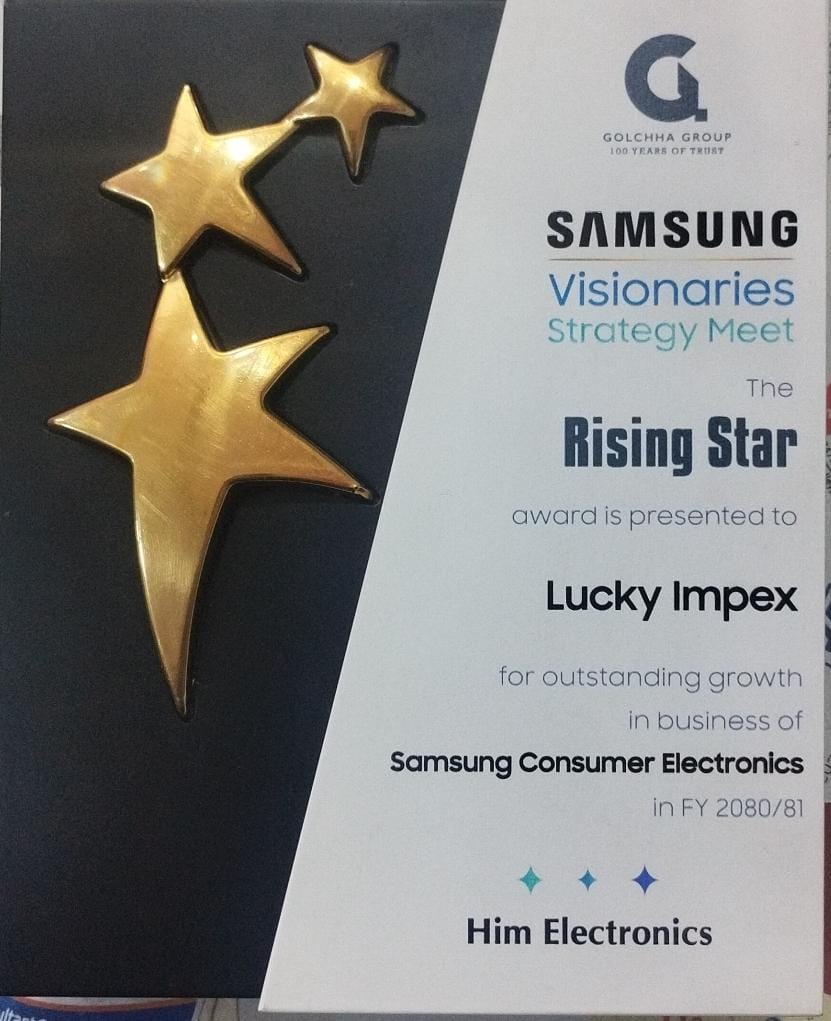 GOLCHHA GROUP
100 YEARS OF TRUST
SAMSUNG
Visionaries
Strategy Meet
The
Rising Star
award is presented to
Lucky Impex
for outstanding growth
in business of
Samsung Consumer Electronics
in FY 2080/81
Him Electronics